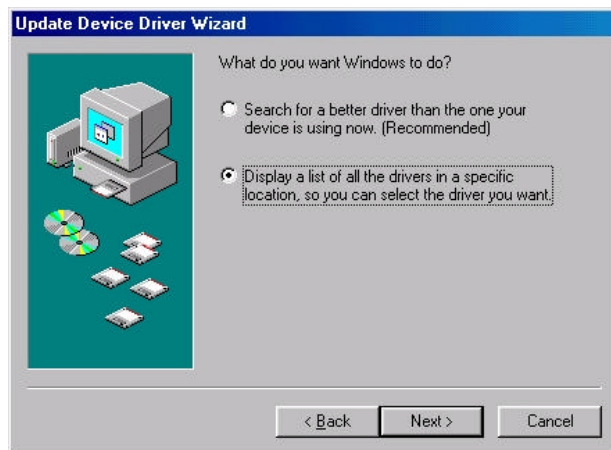 Update Device Driver Wizard
What do you want Windows to do?
Search for a better driver than the one your
device is using now. (Recommended)
Display a list of all the drivers in a specific
location, so you can select the driver you want.
< Back
Next >
Cancel